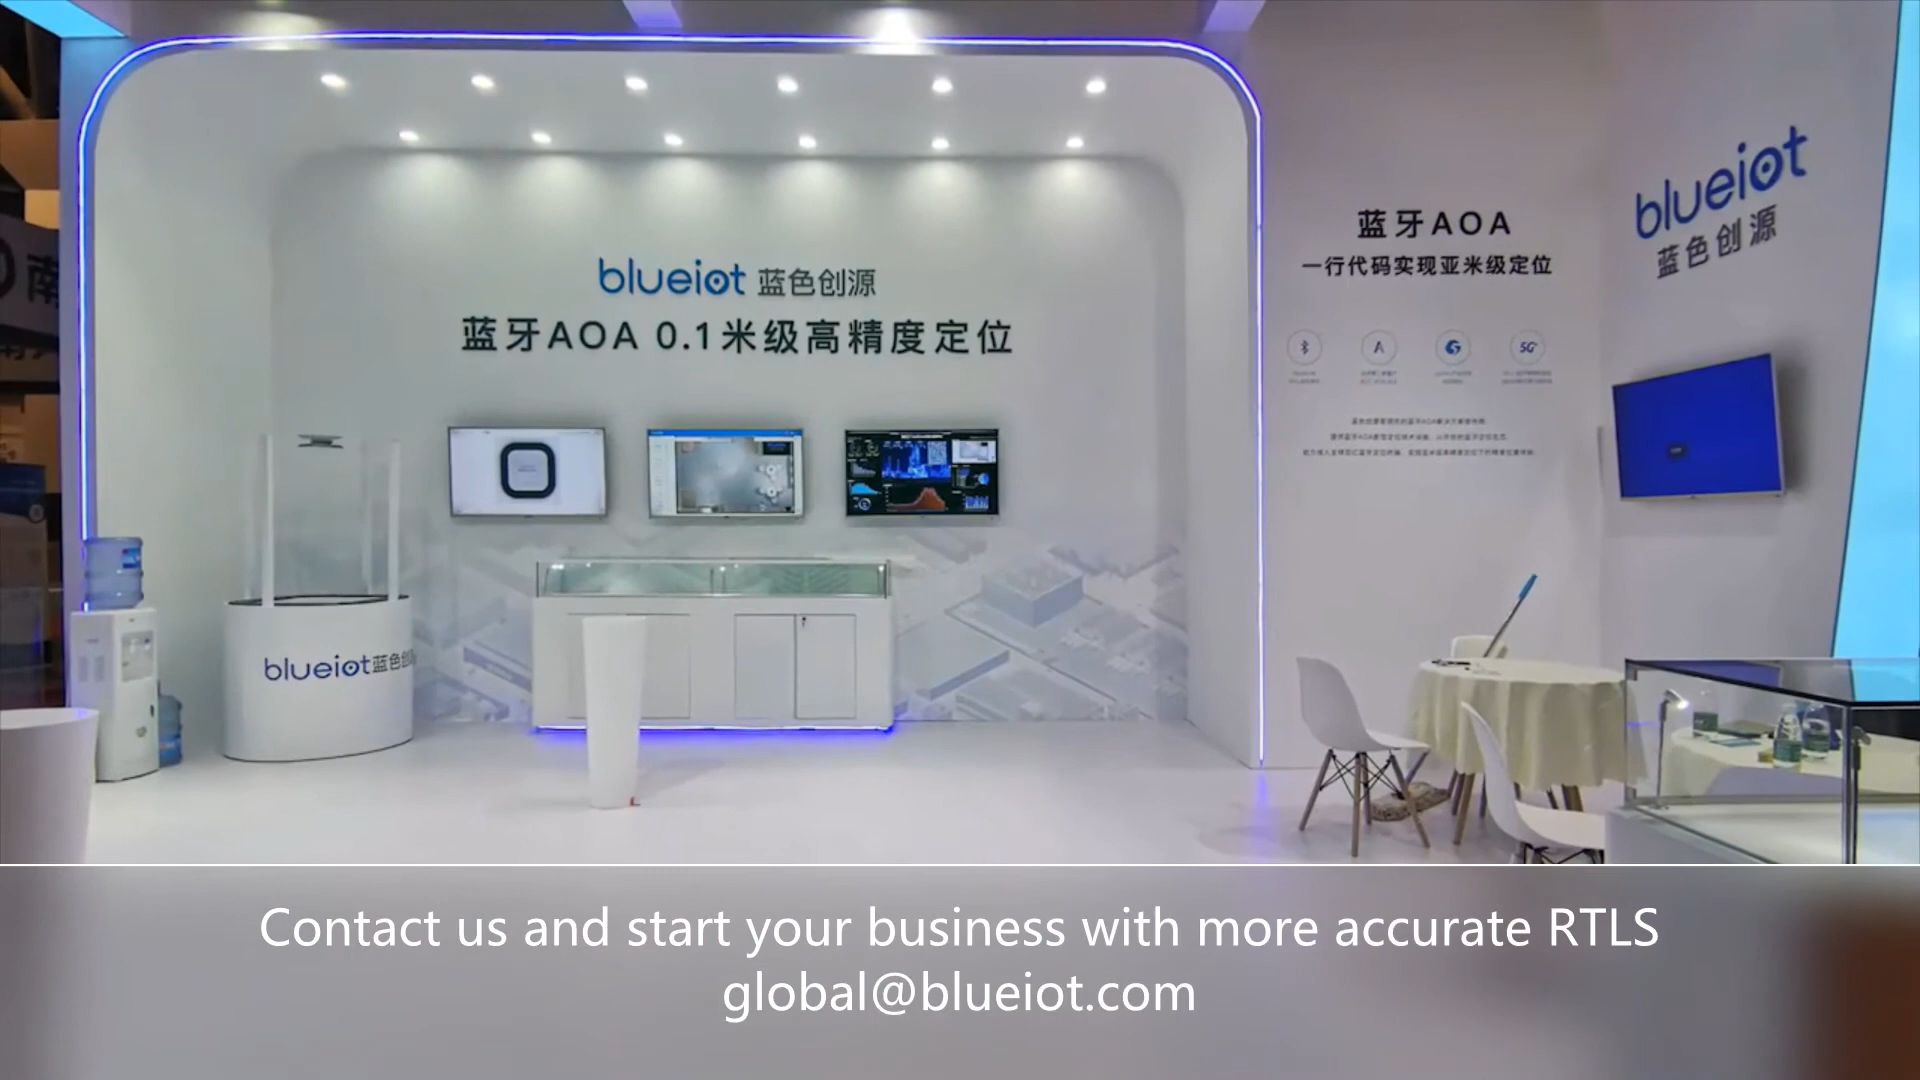 blueiot 蓝色创源
蓝牙AOA 0.1米级高精度定位
蓝牙AOA
一行代码实现亚米级定位
A
5G
blueiot
蓝色创源
南
blueiot蓝色创
Contact us and start your business with more accurate RTLS
global@blueiot.com